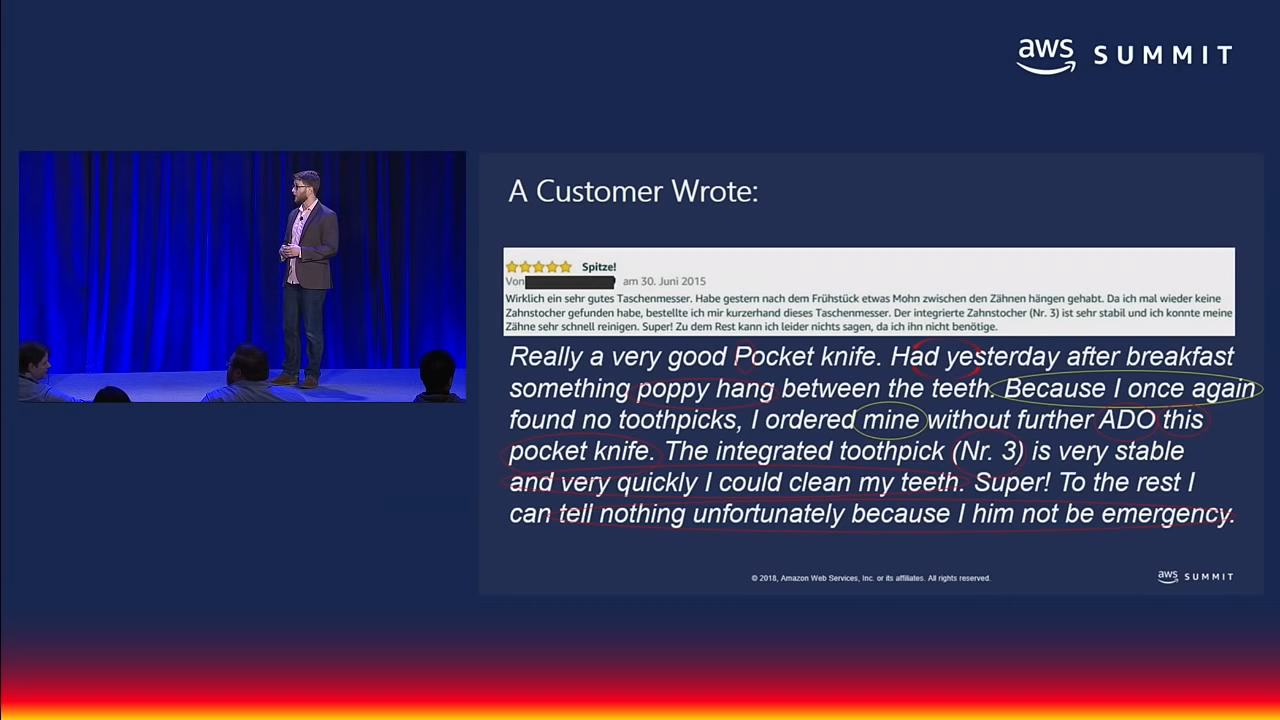 aws SUMMIT
A Customer Wrote:
Spitze!
Von am 30. Juni 2015
Wirklich ein sehr gutes Taschenmesser. Habe gestern nach dem Frühstück etwas Mohn zwischen den Zähnen hängen gehabt. Da ich mal wieder keine
Zahnstocher gefunden habe, bestellte ich mir kurzerhand dieses Taschenmesser. Der integrierte Zahnstocher (Nr. 3) ist sehr stabil und ich konnte meine
Zähne sehr schnell reinigen. Super! Zu dem Rest kann ich leider nichts sagen, da ich ihn nicht benötige.
Really a very good Pocket knife. Had yesterday after breakfast
something poppy hang between the teeth. Because I once again
found no toothpicks, I ordered mine without further ADO this
pocket knife. The integrated toothpick (Nr. 3) is very stable
and very quickly I could clean my teeth. Super! To the rest I
can tell nothing unfortunately because I him not be emergency.
© 2018, Amazon Web Services, Inc. or its affiliates. All rights reserved.
aws SUMMIT